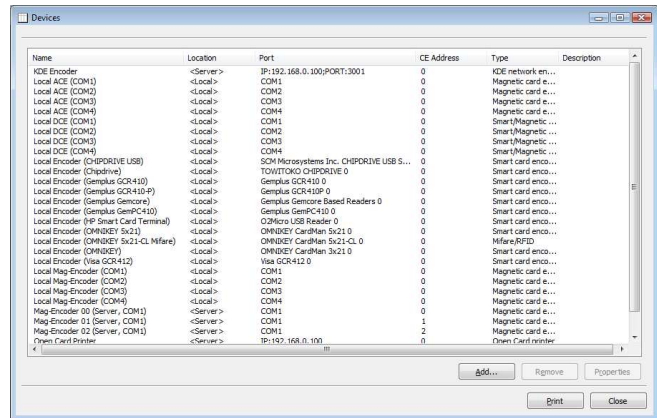 Devices
Name Location Port CE Address Type Description
KDE Encoder <Server> IP:192.168.0.100;PORT:3001 0 KDE network en...
Local ACE (COM1) <Local> COM1 0 Magnetic card e...
Local ACE (COM2) <Local> COM2 0 Magnetic card e...
Local ACE (COM3) <Local> COM3 0 Magnetic card e...
Local ACE (COM4) <Local> COM4 0 Magnetic card e...
Local DCE (COM1) <Local> COM1 0 Smart/Magnetic ...
Local DCE (COM2) <Local> COM2 0 Smart/Magnetic ...
Local DCE (COM3) <Local> COM3 0 Smart/Magnetic ...
Local DCE (COM4) <Local> COM4 0 Smart/Magnetic ...
Local Encoder (CHIPDRIVE USB) <Local> SCM Microsystems Inc. CHIPDRIVE USB S... 0 Smart card enco...
Local Encoder (Chipdrive) <Local> TOWITOKO CHIPDRIVE 0 0 Smart card enco...
Local Encoder (Gemplus GCR410) <Local> Gemplus GCR410 0 0 Smart card enco...
Local Encoder (Gemplus GCR410-P) <Local> Gemplus GCR410P 0 0 Smart card enco...
Local Encoder (Gemplus Gemcore) <Local> Gemplus Gemcore Based Readers 0 0 Smart card enco...
Local Encoder (Gemplus GemPC410) <Local> Gemplus GemPC410 0 0 Smart card enco...
Local Encoder (HP Smart Card Terminal) <Local> O2Micro USB Reader 0 0 Smart card enco...
Local Encoder (OMNIKEY 5x21) <Local> OMNIKEY CardMan 5x21 0 0 Smart card enco...
Local Encoder (OMNIKEY 5x21-CL Mifare) <Local> OMNIKEY CardMan 5x21-CL 0 0 Mifare/RFID
Local Encoder (OMNIKEY) <Local> OMNIKEY CardMan 3x21 0 0 Smart card enco...
Local Encoder (Visa GCR412) <Local> Visa GCR412 0 0 Smart card enco...
Local Mag-Encoder (COM1) <Local> COM1 0 Magnetic card e...
Local Mag-Encoder (COM2) <Local> COM2 0 Magnetic card e...
Local Mag-Encoder (COM3) <Local> COM3 0 Magnetic card e...
Local Mag-Encoder (COM4) <Local> COM4 0 Magnetic card e...
Mag-Encoder 00 (Server, COM1) <Server> COM1 0 Magnetic card e...
Mag-Encoder 01 (Server, COM1) <Server> COM1 1 Magnetic card e...
Mag-Encoder 02 (Server, COM1) <Server> COM1 2 Magnetic card e...
Open Card Printer <Server> IP:192.168.0.100 0 Open Card printer
Add... Remove Properties
Print Close